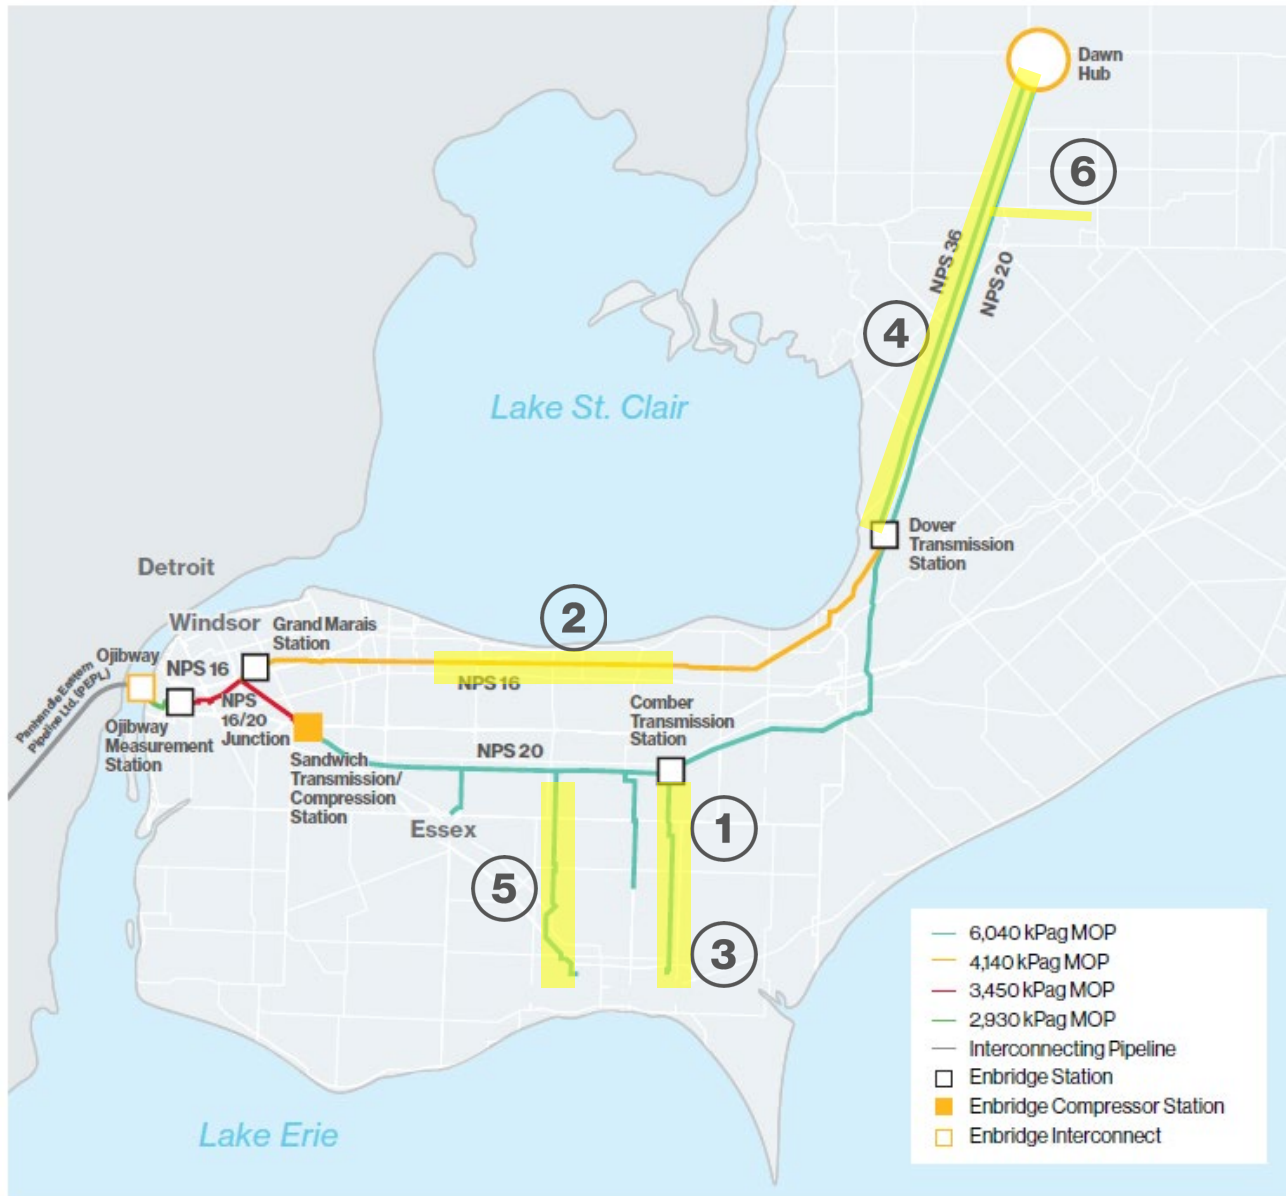 Dawn
Hub
6
NPS 36
NPS 20
4
Lake St. Clair
Dover
Transmission
Station
Detroit
2
Windsor
Grand Marais
Station
Ojibway
NPS 16
NPS 16
Panhandle Eastern
Pipeline Ltd. (PEPL)
NPS
16/20
Junction
Comber
Transmission
Station
Ojibway
Measurement
Station
NPS 20
Sandwich
Transmission/
Compression
Station
Essex
1
5
3
6,040 kPag MOP
4,140 kPag MOP
3,450 kPag MOP
2,930 kPag MOP
Interconnecting Pipeline
Enbridge Station
Enbridge Compressor Station
Enbridge Interconnect
Lake Erie